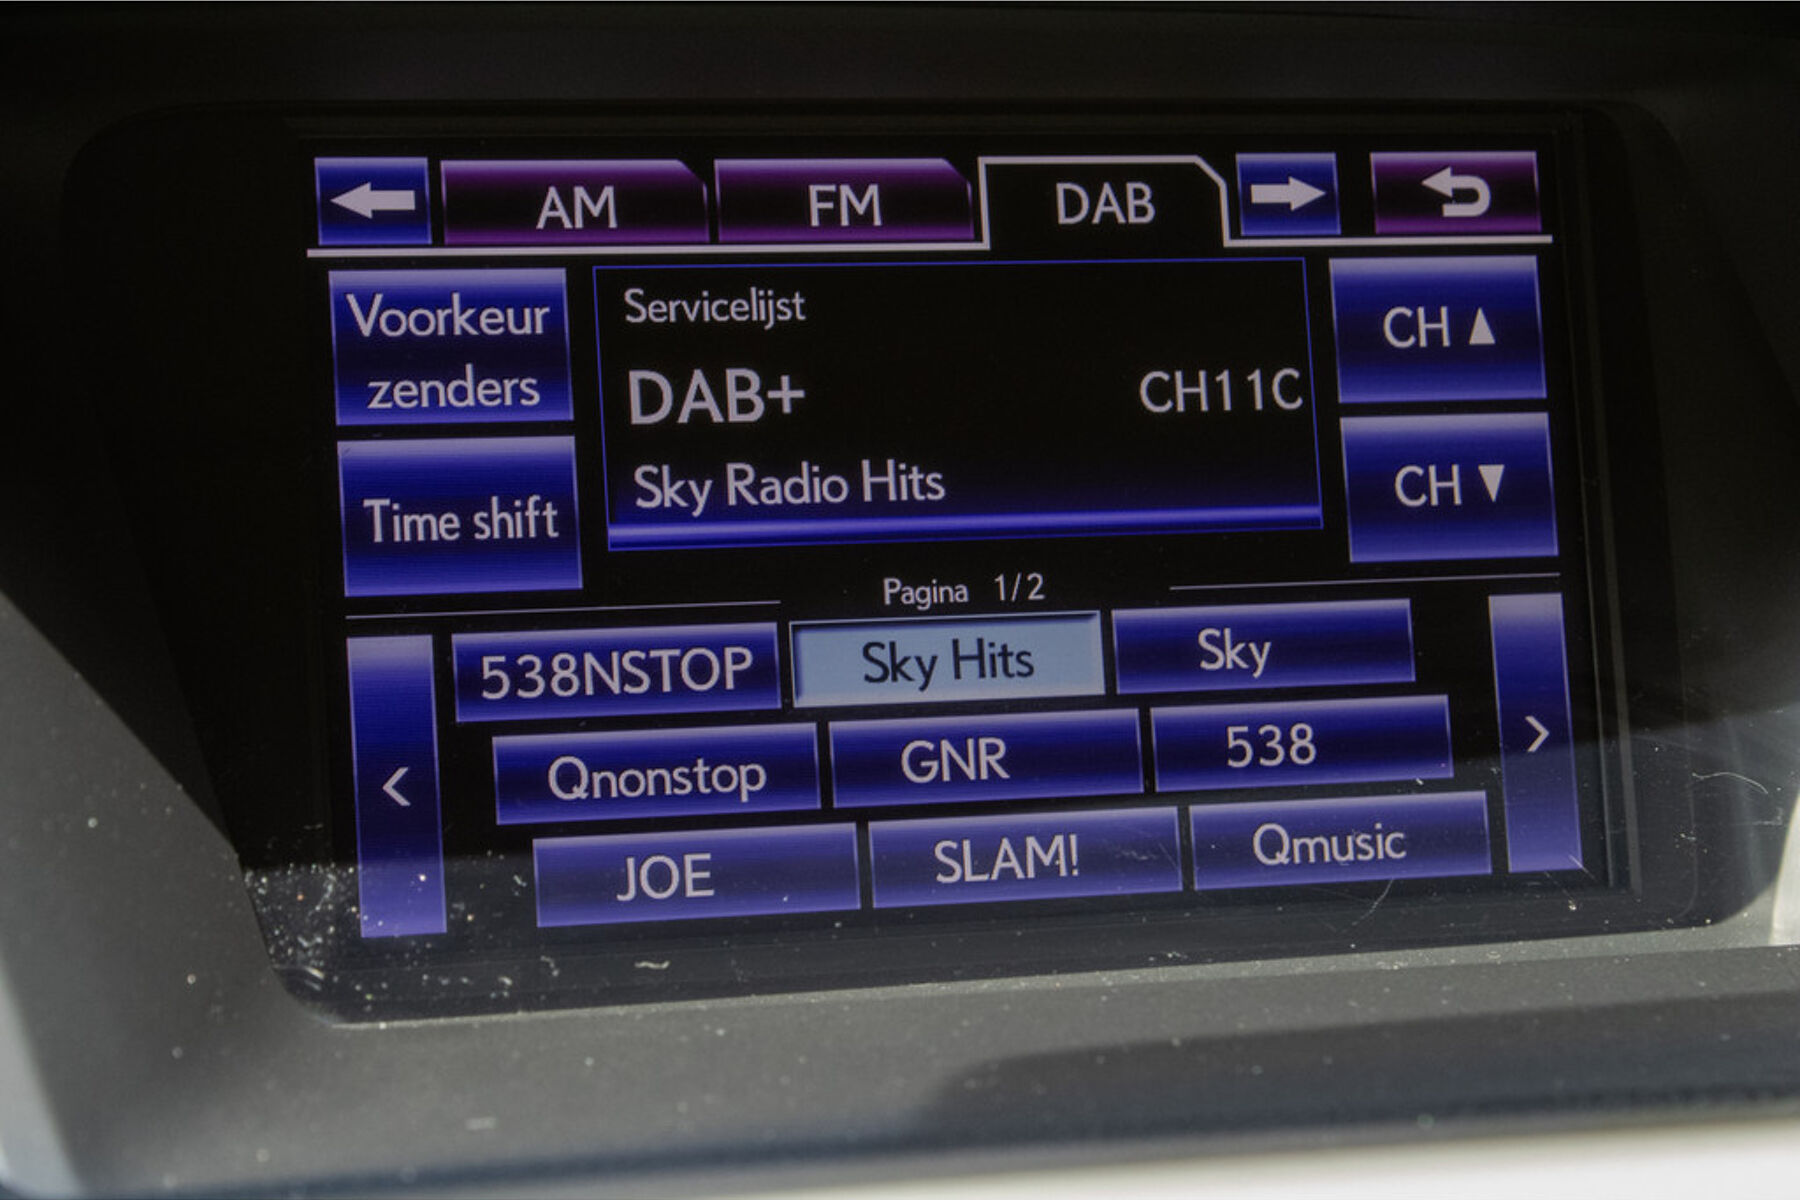 AM FM DAB
Voorkeur
zenders
Servicelijst
DAB+ CH11C
Sky Radio Hits
CH ▲
Time shift
CH ▼
Pagina 1/2
538NSTOP Sky Hits Sky
Qnonstop GNR 538
JOE SLAM! Qmusic